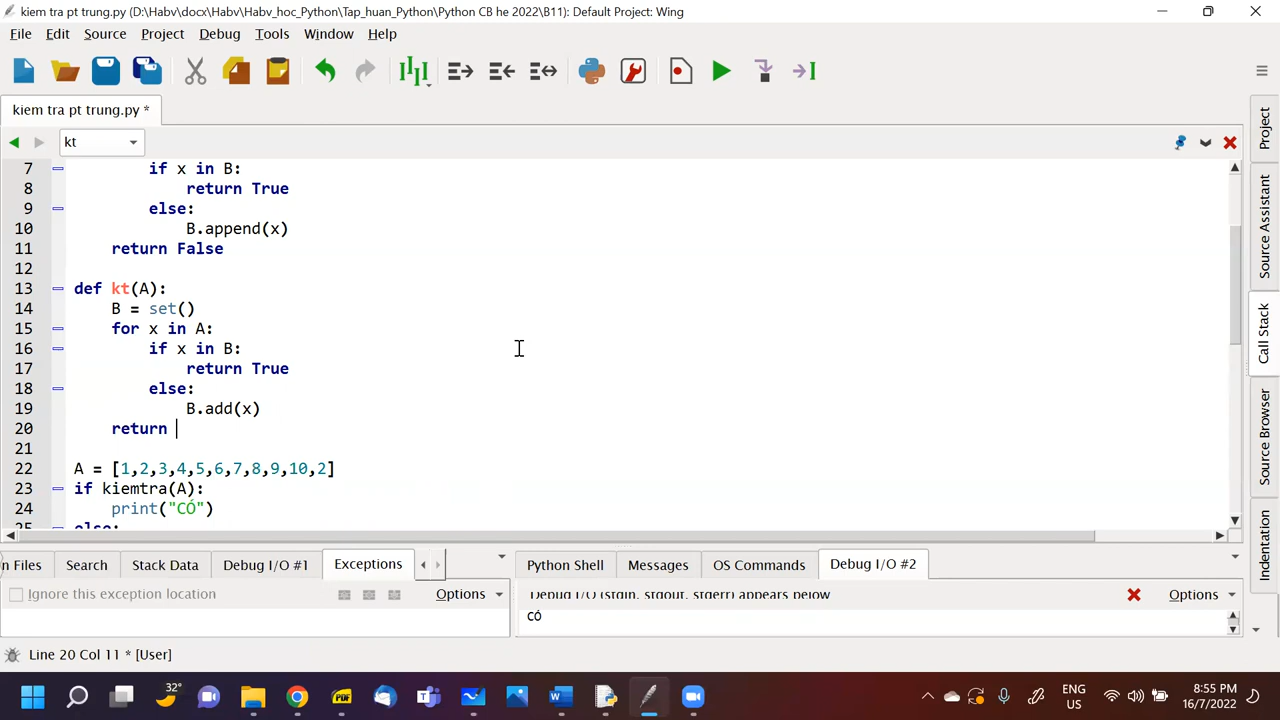 kiem tra pt trung.py (D:\Habv\docx\Habv\Habv_hoc_Python\Tap_huan_Python\Python CB he 2022\B11): Default Project: Wing
File Edit Source Project Debug Tools Window Help
kiem tra pt trung.py *
kt
7 if x in B:
8 return True
9 else:
10 B.append(x)
11 return False
12
13 def kt(A):
14 B = set()
15 for x in A:
16 if x in B:
17 return True
18 else:
19 B.add(x)
20 return
21
22 A = [1,2,3,4,5,6,7,8,9,10,2]
23 if kiemtra(A):
24 print("CÓ")
25 else:
Project
Source Assistant
Call Stack
Source Browser
Indentation
n Files Search Stack Data Debug I/O #1 Exceptions
Ignore this exception location Options
Python Shell Messages OS Commands Debug I/O #2
Debug I/O (stdin, stdout, stderr) appears below Options
CÓ
Line 20 Col 11 * [User]
32°
ENG
US
8:55 PM
16/7/2022